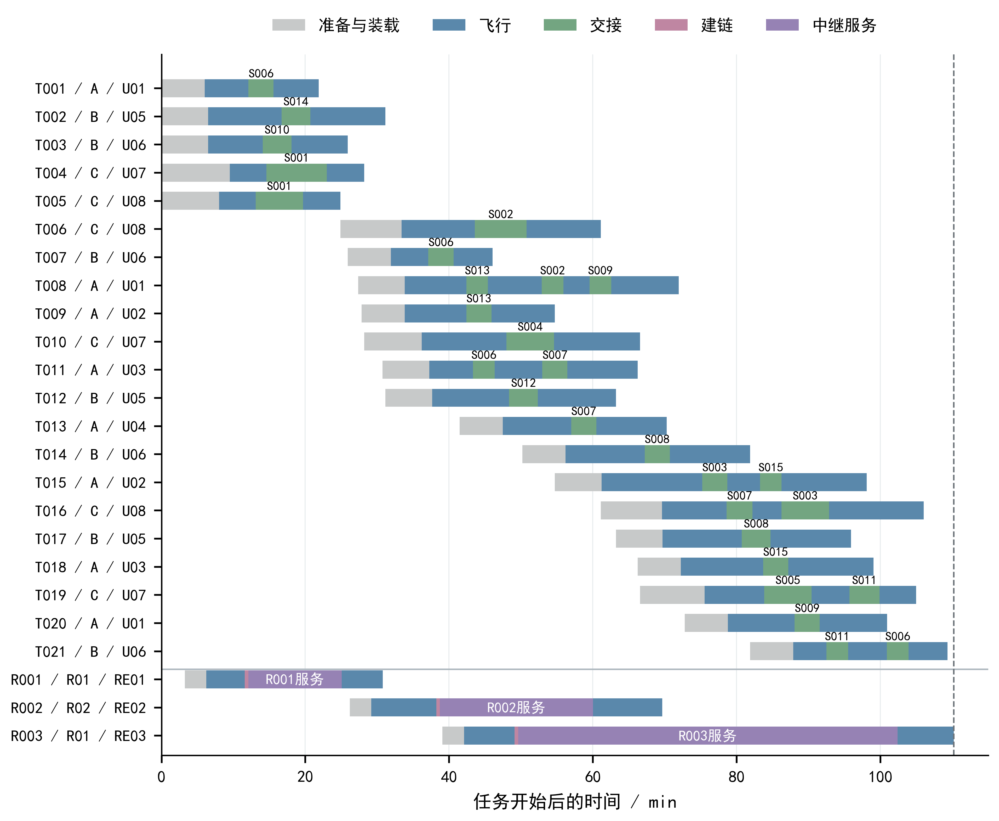 准备与装载 飞行 交接 建链 中继服务
S006
T001 / A / U01
S014
T002 / B / U05
S010
T003 / B / U06
S001
T004 / C / U07
S001
T005 / C / U08
S002
T006 / C / U08
S006
T007 / B / U06
S013 S002 S009
T008 / A / U01
S013
T009 / A / U02
S004
T010 / C / U07
S006 S007
T011 / A / U03
S012
T012 / B / U05
S007
T013 / A / U04
S008
T014 / B / U06
S003 S015
T015 / A / U02
S007 S003
T016 / C / U08
S008
T017 / B / U05
S015
T018 / A / U03
S005 S011
T019 / C / U07
S009
T020 / A / U01
S011 S006
T021 / B / U06
R001 / R01 / RE01 R001服务
R002 / R02 / RE02 R002服务
R003 / R01 / RE03 R003服务
0 20 40 60 80 100
任务开始后的时间 / min